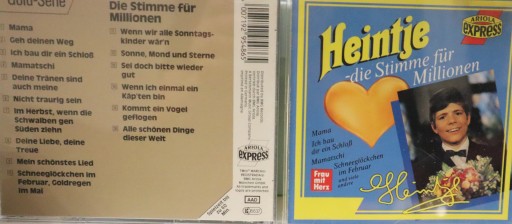 Gold-Serie
Die Stimme für
Millionen
Mama
Geh deinen Weg
Ich bau dir ein Schloß
Mamatschi
Deine Tränen sind
auch meine
Nicht traurig sein
Im Herbst, wenn die
Schwalben gen
Süden ziehn
Deine Liebe, deine
Treue
Mein schönstes Lied
Schneeglöckchen im
Februar, Goldregen
im Mai
Wenn wir alle Sonntags-
kinder wär'n
Sonne, Mond und Sterne
Sei doch bitte wieder
gut
Wenn ich einmal ein
Käp'ten bin
Kommt ein Vogel
geflogen
Alle schönen Dinge
dieser Welt
ARIOLA
EXPRESS
AAD
Heintje
-die Stimme für
Millionen
ARIOLA
EXPRESS
Mama
Ich bau
dir ein Schloß
Mamatschi
Schneeglöckchen
im Februar
und viele
andere
Frau
mit Herz
Heintje